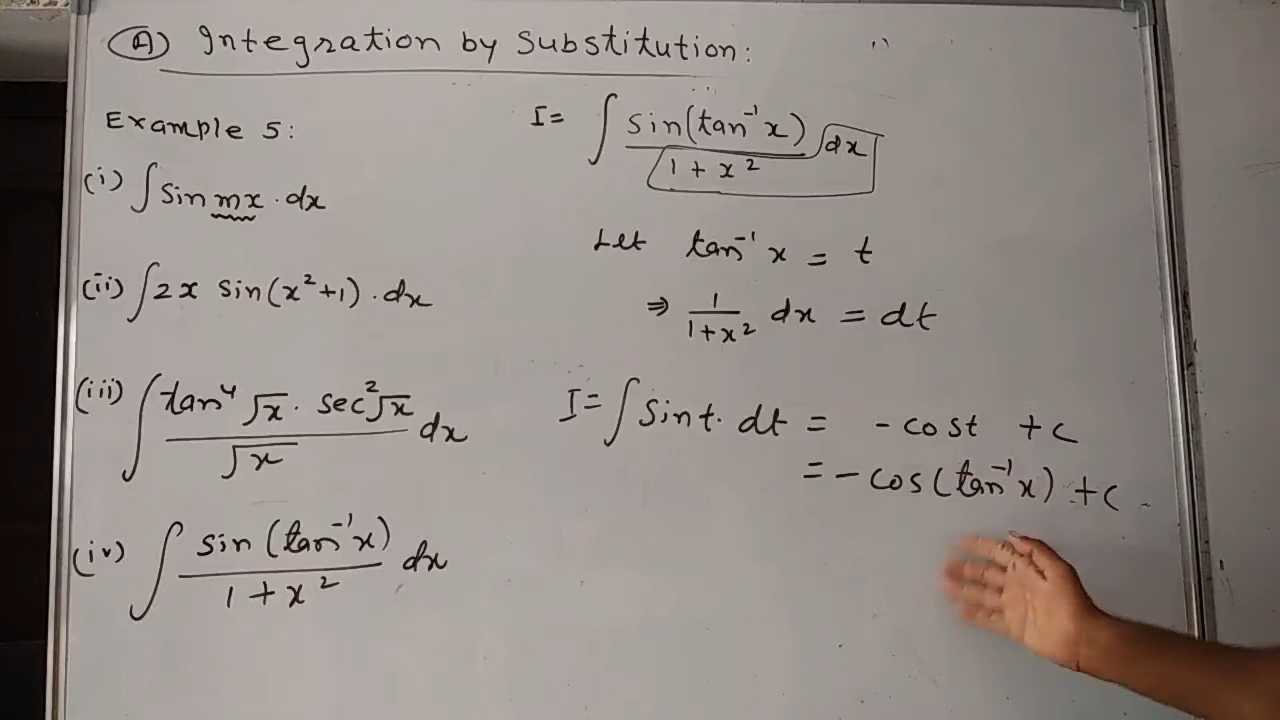 (A) Integration by Substitution:
Example 5:
(i) ∫ sin mx · dx
(ii) ∫ 2x sin(x²+1) · dx
(iii) ∫ tan⁴ √x · sec² √x / √x dx
(iv) ∫ sin(tan⁻¹x) / 1 + x² dx
I = ∫ sin(tan⁻¹ x) / 1 + x² dx
Let tan⁻¹ x = t
⇒ 1 / 1+x² dx = dt
I = ∫ sin t · dt = - cos t + c
= - cos(tan⁻¹x) + c